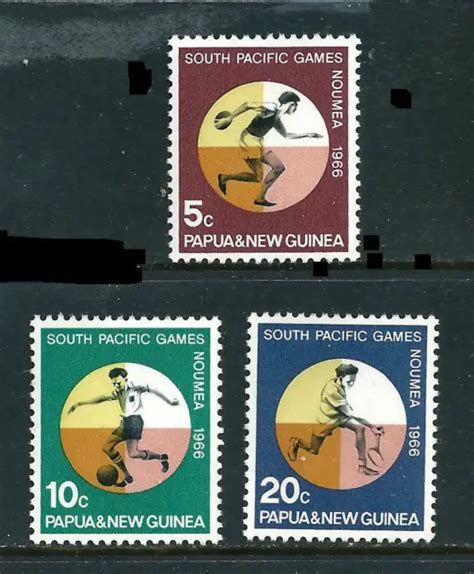 SOUTH PACIFIC GAMES
NOUMEA 1966
5c
PAPUA & NEW GUINEA
SOUTH PACIFIC GAMES
NOUMEA 1966
10c
PAPUA & NEW GUINEA
SOUTH PACIFIC GAMES
NOUMEA 1966
20c
PAPUA & NEW GUINEA